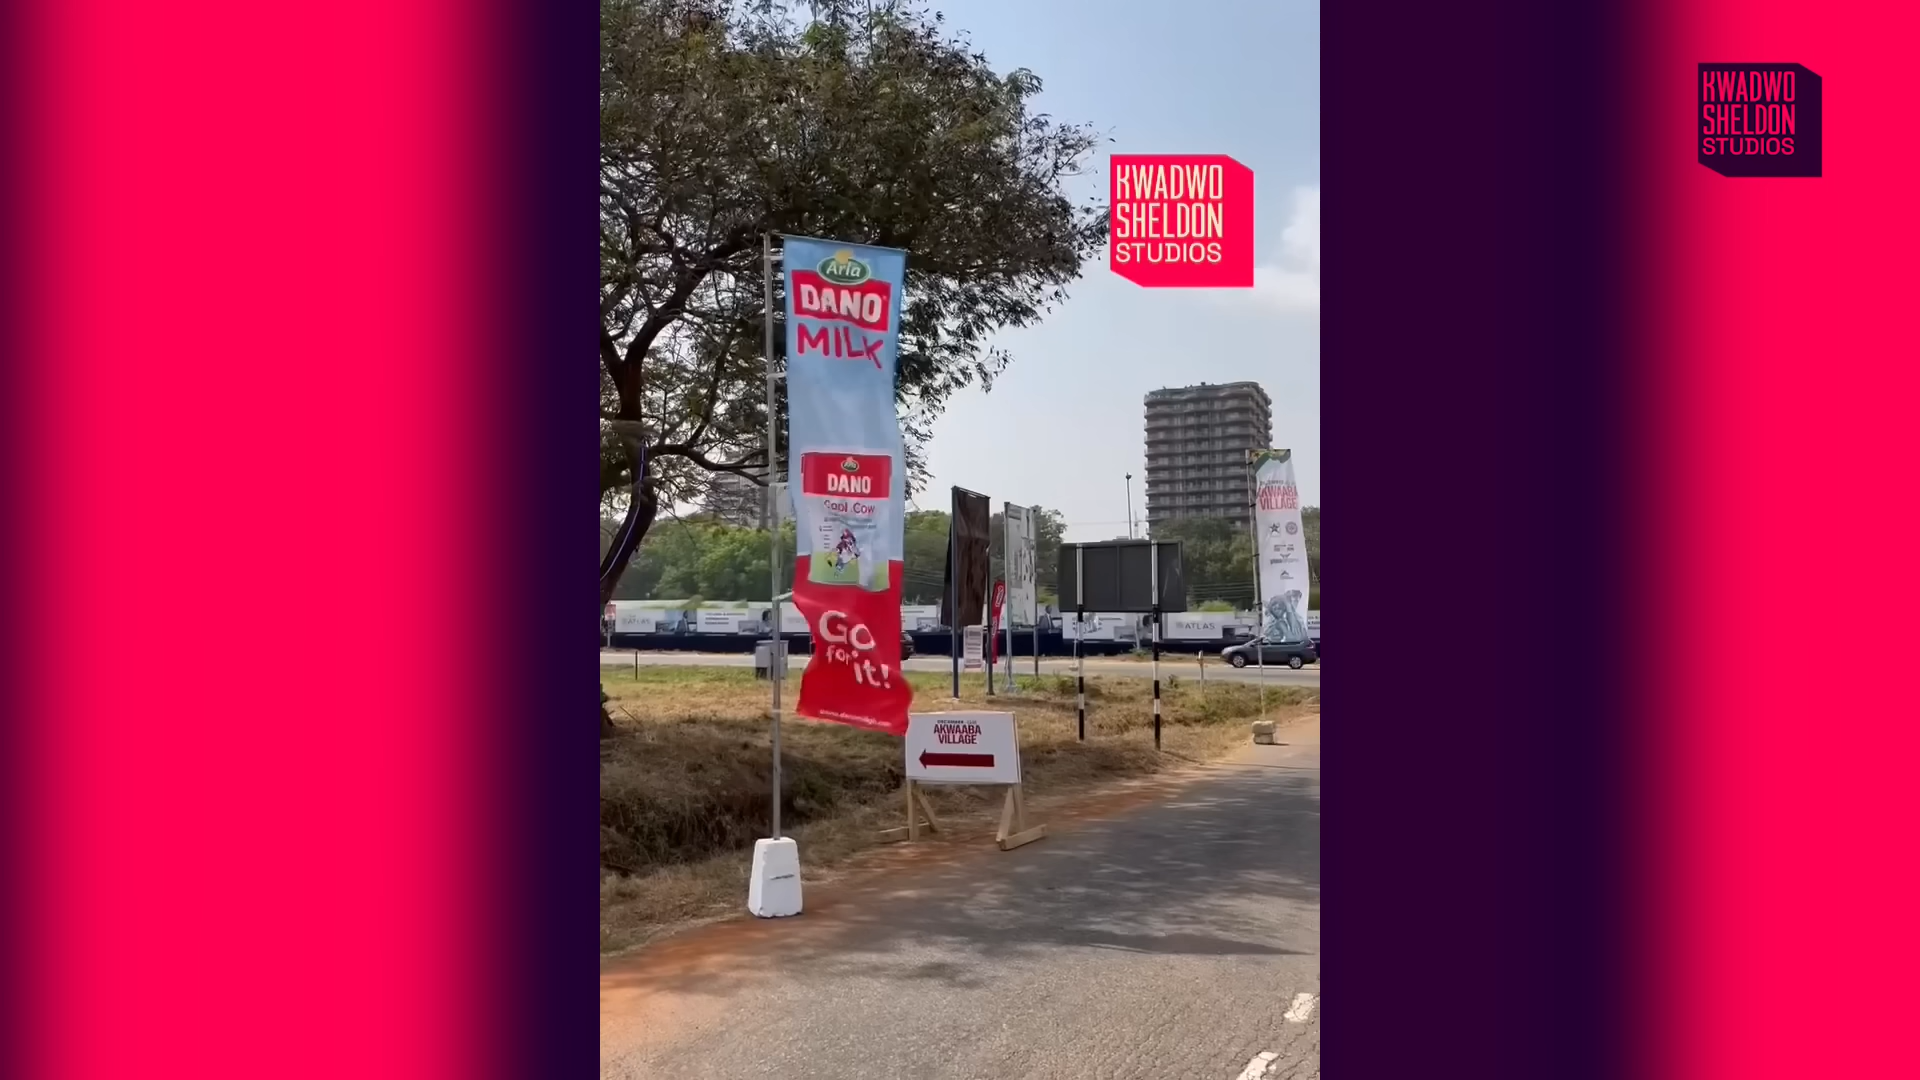 KWADWO
SHELDON
STUDIOS
KWADWO
SHELDON
STUDIOS
Arla
DANO
MILK
Arla
DANO
Cool Cow
GO
for it!
AKWAABA
VILLAGE
AKWAABA
VILLAGE
ATLAS
ATLAS